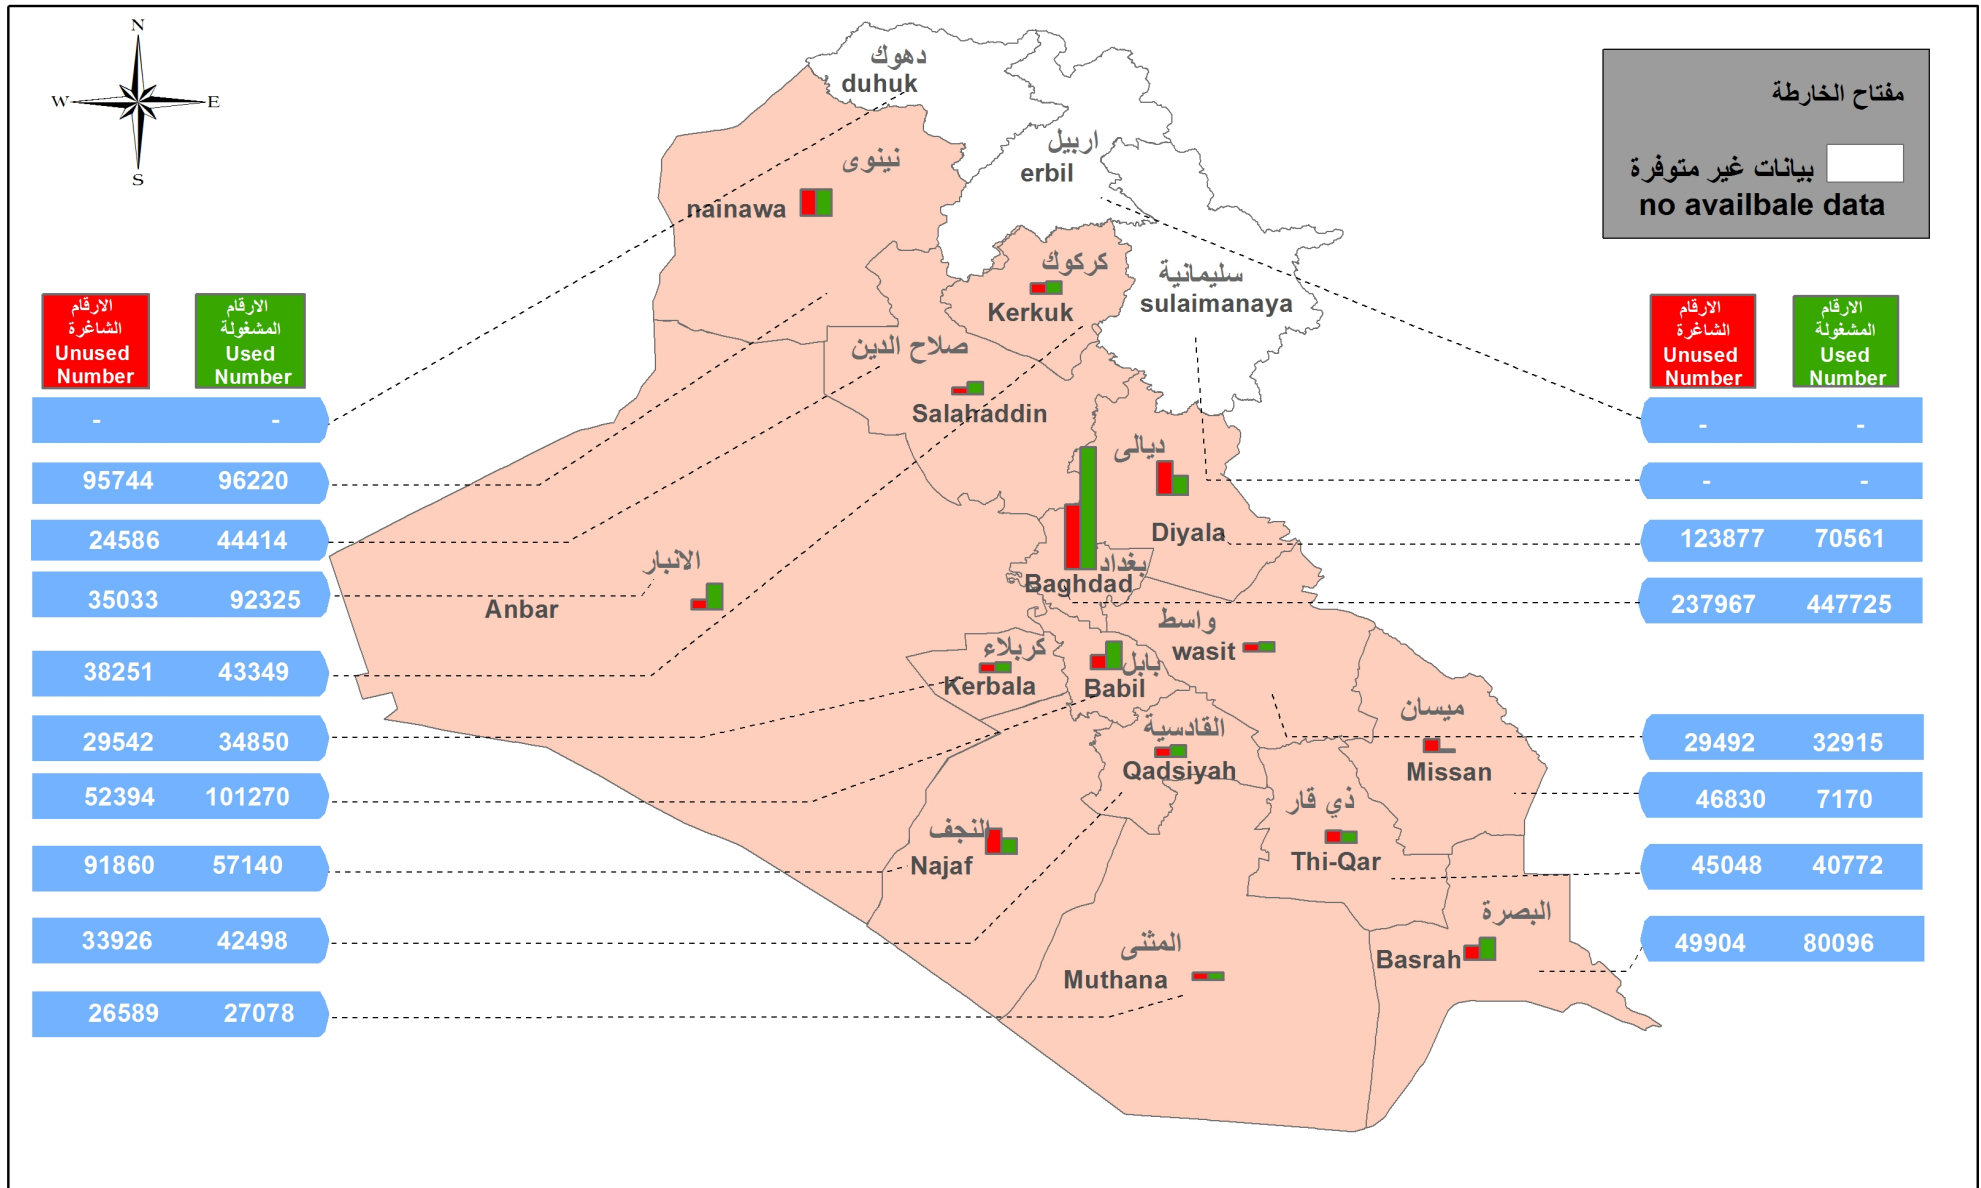 N
W
E
S
مفتاح الخارطة
بيانات غير متوفرة
no availbale data
دهوك
duhuk
اربيل
erbil
نينوى
nainawa
كركوك
Kerkuk
سليمانية
sulaimanaya
صلاح الدين
Salahaddin
ديالى
Diyala
بغداد
Baghdad
الانبار
Anbar
واسط
wasit
كربلاء
Kerbala
بابل
Babil
ميسان
Missan
القادسية
Qadsiyah
ذي قار
Thi-Qar
النجف
Najaf
البصرة
Basrah
المثنى
Muthana
الارقام
الشاغرة
Unused
Number
الارقام
المشغولة
Used
Number
- -
95744 96220
24586 44414
35033 92325
38251 43349
29542 34850
52394 101270
91860 57140
33926 42498
26589 27078
الارقام
الشاغرة
Unused
Number
الارقام
المشغولة
Used
Number
- -
- -
123877 70561
237967 447725
29492 32915
46830 7170
45048 40772
49904 80096